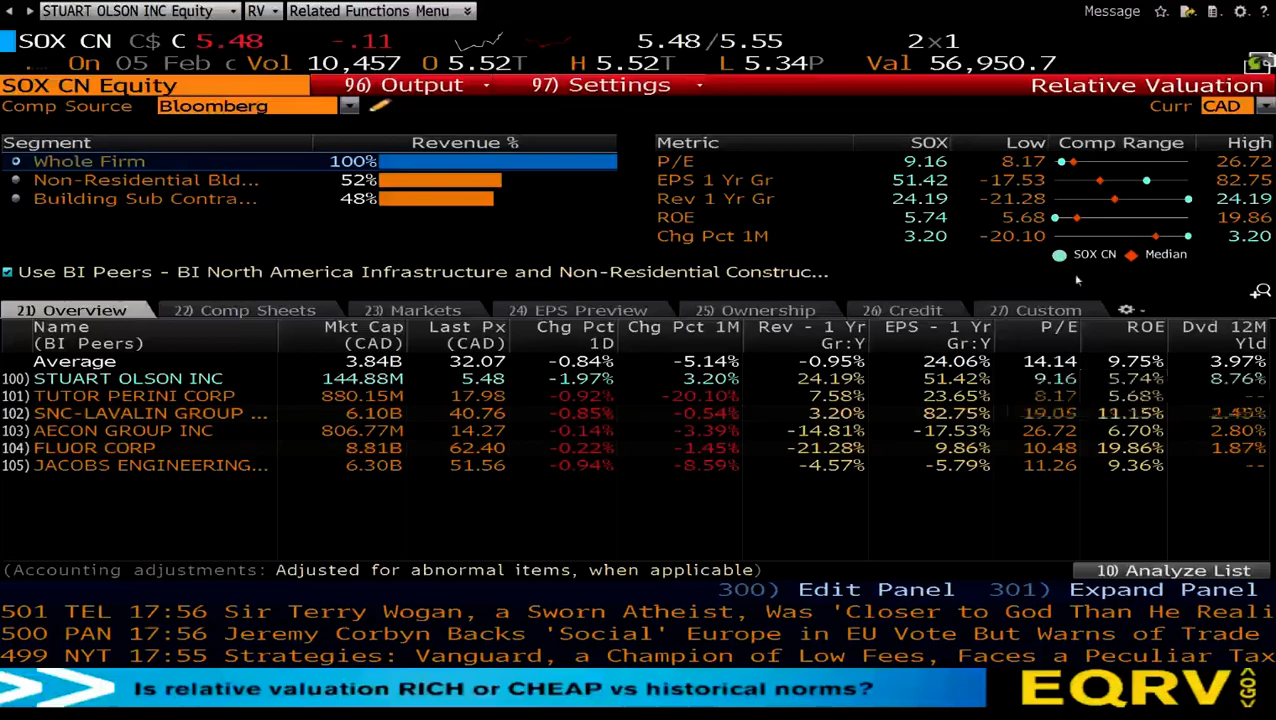 STUART OLSON INC Equity RV Related Functions Menu Message
SOX CN C$ C 5.48 -.11 5.48/5.55 2×1
On 05 Feb d Vol 10,457 O 5.52T H 5.52T L 5.34P Val 56,950.7
SOX CN Equity 96) Output 97) Settings Relative Valuation
Comp Source Bloomberg Curr CAD
Segment Revenue % Metric SOX Low Comp Range High
Whole Firm 100% P/E 9.16 8.17 26.72
Non-Residential Bld... 52% EPS 1 Yr Gr 51.42 -17.53 82.75
Building Sub Contra... 48% Rev 1 Yr Gr 24.19 -21.28 24.19
ROE 5.74 5.68 19.86
Chg Pct 1M 3.20 -20.10 3.20
SOX CN Median
Use BI Peers - BI North America Infrastructure and Non-Residential Construc...
21) Overview 22) Comp Sheets 23) Markets 24) EPS Preview 25) Ownership 26) Credit 27) Custom
Name Mkt Cap Last Px Chg Pct Chg Pct 1M Rev - 1 Yr EPS - 1 Yr P/E ROE Dvd 12M
(BI Peers) (CAD) (CAD) 1D Gr:Y Gr:Y Yld
Average 3.84B 32.07 -0.84% -5.14% -0.95% 24.06% 14.14 9.75% 3.97%
100) STUART OLSON INC 144.88M 5.48 -1.97% 3.20% 24.19% 51.42% 9.16 5.74% 8.76%
101) TUTOR PERINI CORP 880.15M 17.98 -0.92% -20.10% 7.58% 23.65% 8.17 5.68% --
102) SNC-LAVALIN GROUP ... 6.10B 40.76 -0.85% -0.54% 3.20% 82.75% 19.05 11.15% 2.45%
103) AECON GROUP INC 806.77M 14.27 -0.14% -3.39% -14.81% -17.53% 26.72 6.70% 2.80%
104) FLUOR CORP 8.81B 62.40 -0.22% -1.45% -21.28% 9.86% 10.48 19.86% 1.87%
105) JACOBS ENGINEERING... 6.30B 51.56 -0.94% -8.59% -4.57% -5.79% 11.26 9.36% --
(Accounting adjustments: Adjusted for abnormal items, when applicable) 10) Analyze List
300) Edit Panel 301) Expand Panel
501 TEL 17:56 Sir Terry Wogan, a Sworn Atheist, Was 'Closer to God Than He Reali
500 PAN 17:56 Jeremy Corbyn Backs 'Social' Europe in EU Vote But Warns of Trade
499 NYT 17:55 Strategies: Vanguard, a Champion of Low Fees, Faces a Peculiar Tax
Is relative valuation RICH or CHEAP vs historical norms? EQRV